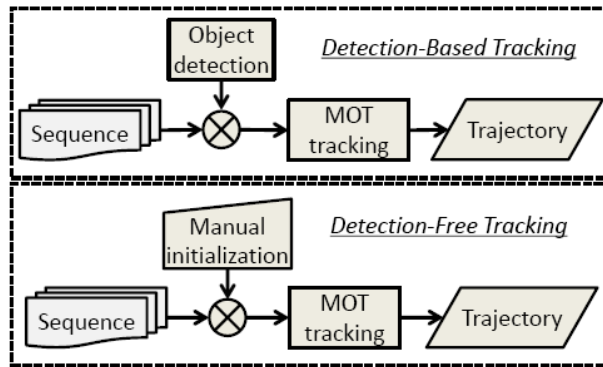 Object
detection
Detection-Based Tracking
Sequence
MOT
tracking
Trajectory
Manual
initialization
Detection-Free Tracking
Sequence
MOT
tracking
Trajectory